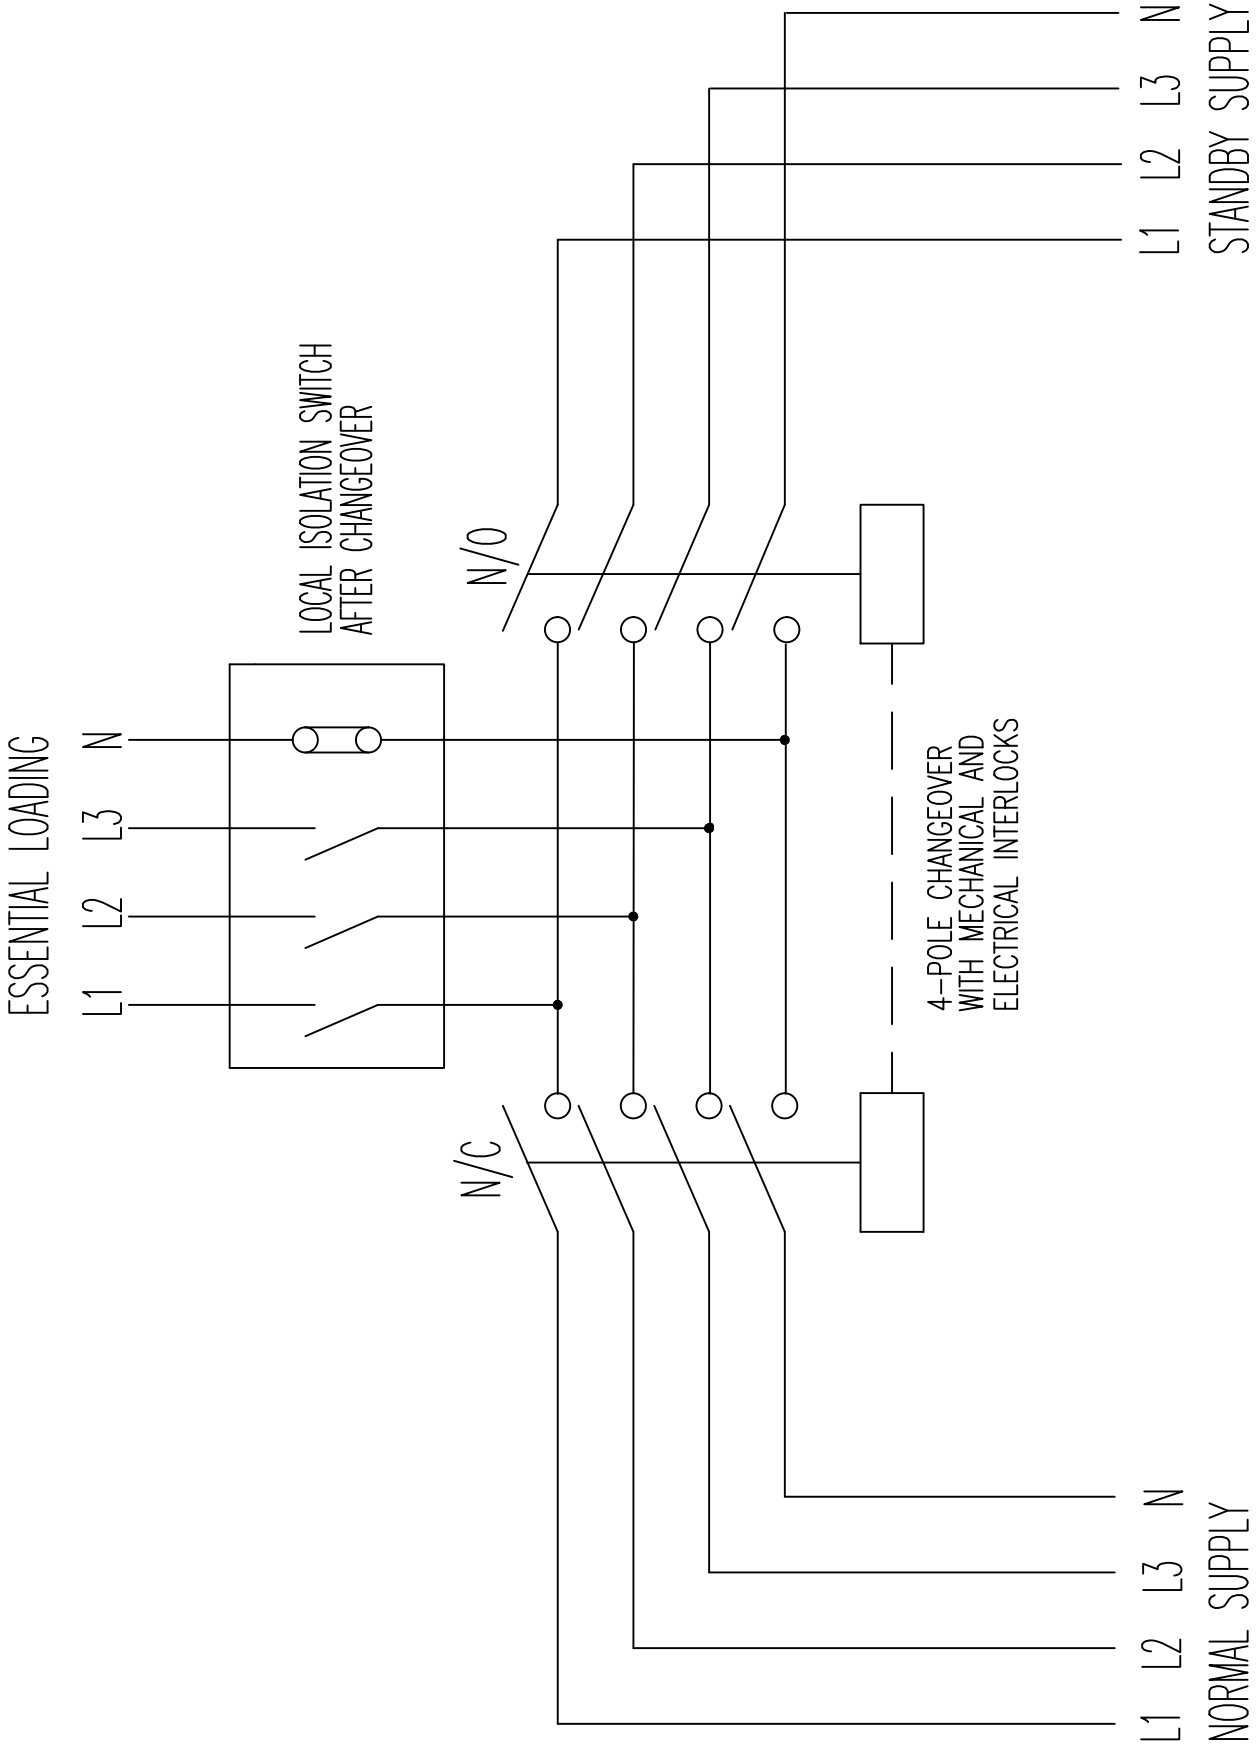 ESSENTIAL LOADING
L1 L2 L3 N
LOCAL ISOLATION SWITCH
AFTER CHANGEOVER
N/C
N/O
4-POLE CHANGEOVER
WITH MECHANICAL AND
ELECTRICAL INTERLOCKS
L1 L2 L3 N
NORMAL SUPPLY
L1 L2 L3 N
STANDBY SUPPLY